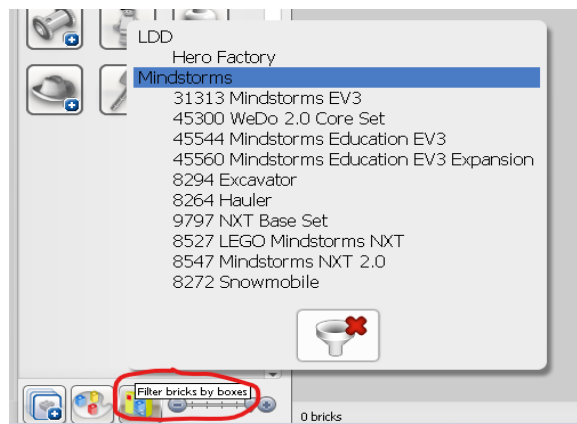 LDD
Hero Factory
Mindstorms
31313 Mindstorms EV3
45300 WeDo 2.0 Core Set
45544 Mindstorms Education EV3
45560 Mindstorms Education EV3 Expansion
8294 Excavator
8264 Hauler
9797 NXT Base Set
8527 LEGO Mindstorms NXT
8547 Mindstorms NXT 2.0
8272 Snowmobile
Filter bricks by boxes
0 bricks